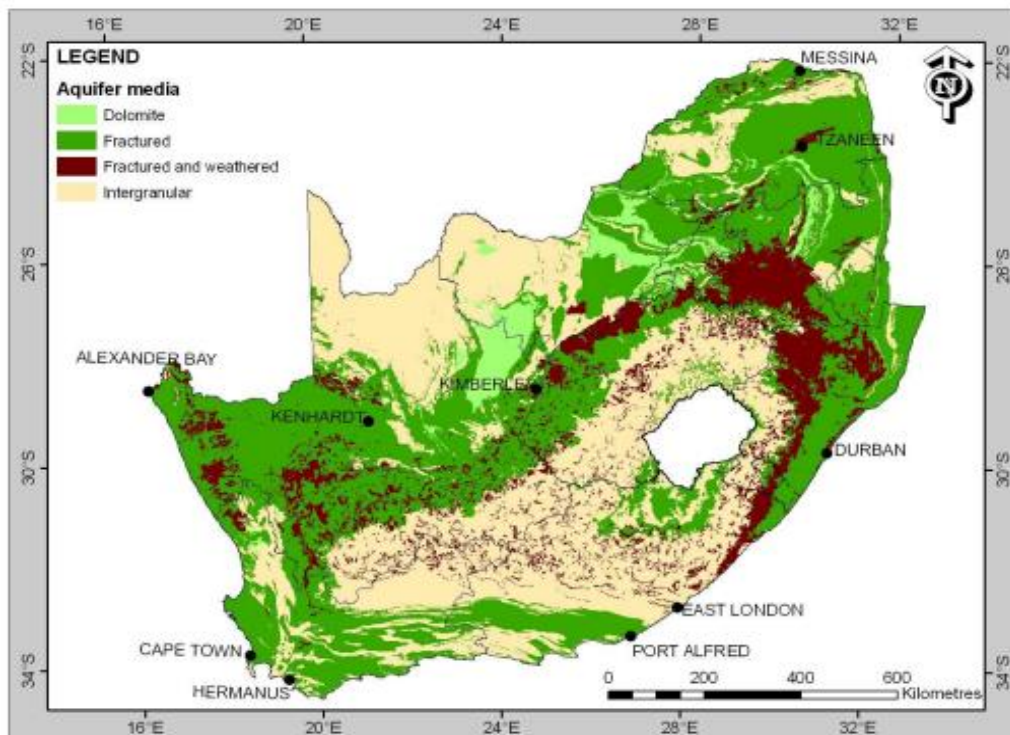 16°E 20°E 24°E 28°E 32°E
LEGEND
Aquifer media
Dolomite
Fractured
Fractured and weathered
Intergranular
N
22°S 22°S
MESSINA
TZANEEN
26°S 26°S
ALEXANDER BAY
KIMBERLE
KENHARDT
DURBAN
30°S 30°S
EAST LONDON
CAPE TOWN
PORT ALFRED
HERMANUS
34°S 34°S
0 100 200 400 600
Kilometres
16°E 20°E 24°E 28°E 32°E